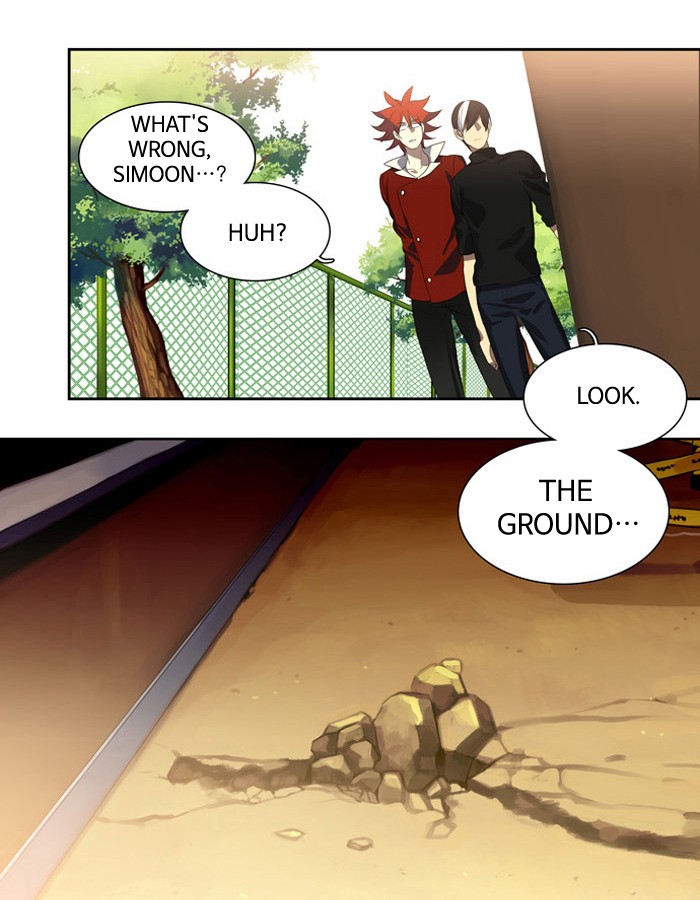 WHAT'S
WRONG,
SIMOON…?
HUH?
LOOK.
THE
GROUND…